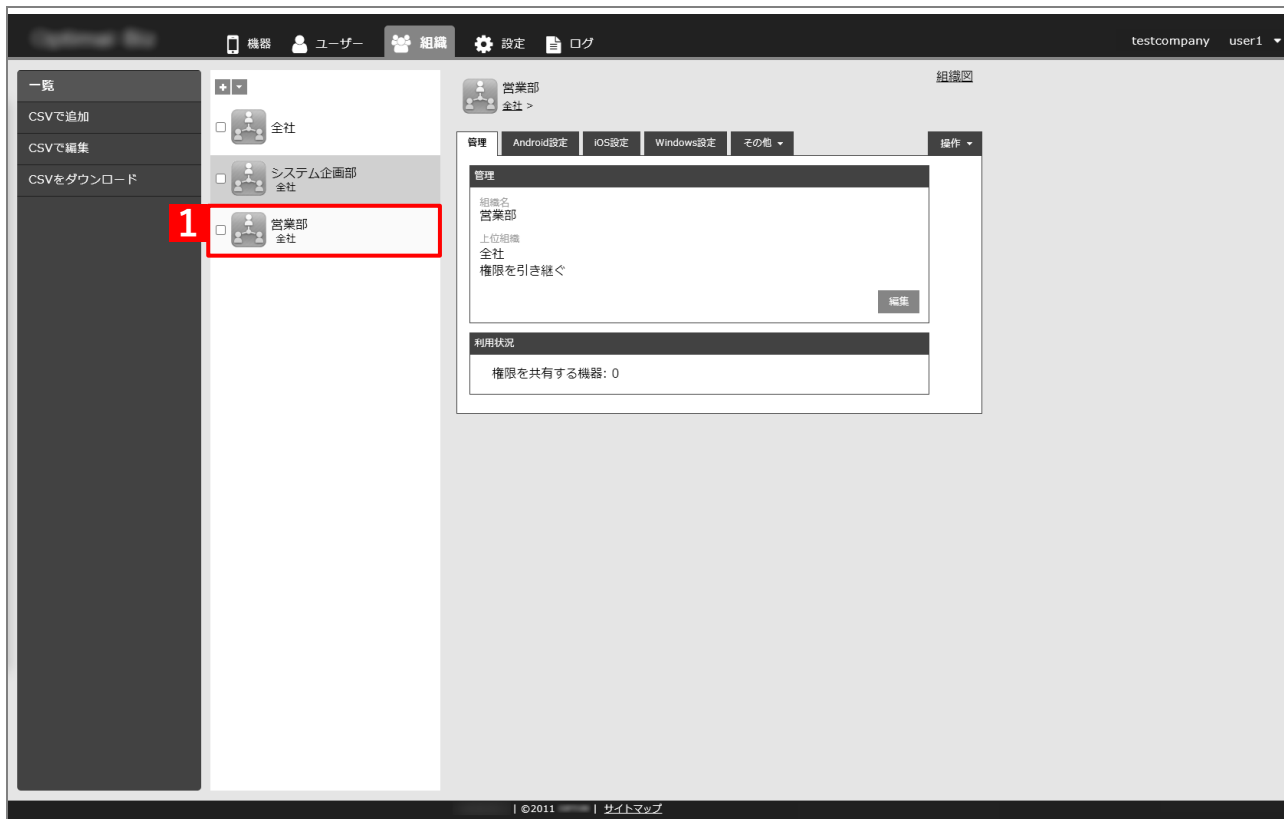 機器 ユーザー 組織 設定 ログ testcompany user1
一覧
CSVで追加
CSVで編集
CSVをダウンロード
全社
システム企画部
全社
1
営業部
全社
営業部
全社 >
組織図
管理 Android設定 iOS設定 Windows設定 その他 操作
管理
組織名
営業部
上位組織
全社
権限を引き継ぐ
編集
利用状況
権限を共有する機器: 0
| ©2011 | サイトマップ